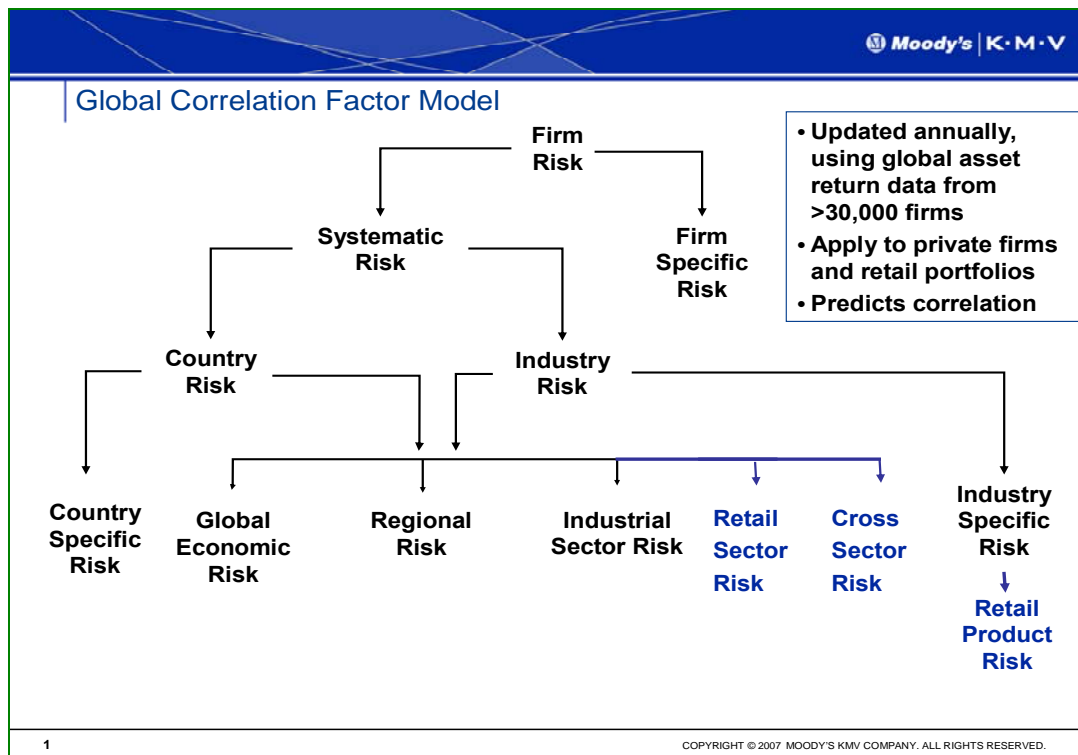 Moody's | K·M·V
Global Correlation Factor Model
Firm
Risk
• Updated annually,
using global asset
return data from
>30,000 firms
• Apply to private firms
and retail portfolios
• Predicts correlation
Systematic
Risk
Firm
Specific
Risk
Country
Risk
Industry
Risk
Country
Specific
Risk
Global
Economic
Risk
Regional
Risk
Industrial
Sector Risk
Retail
Sector
Risk
Cross
Sector
Risk
Industry
Specific
Risk
Retail
Product
Risk
1
COPYRIGHT © 2007 MOODY'S KMV COMPANY. ALL RIGHTS RESERVED.